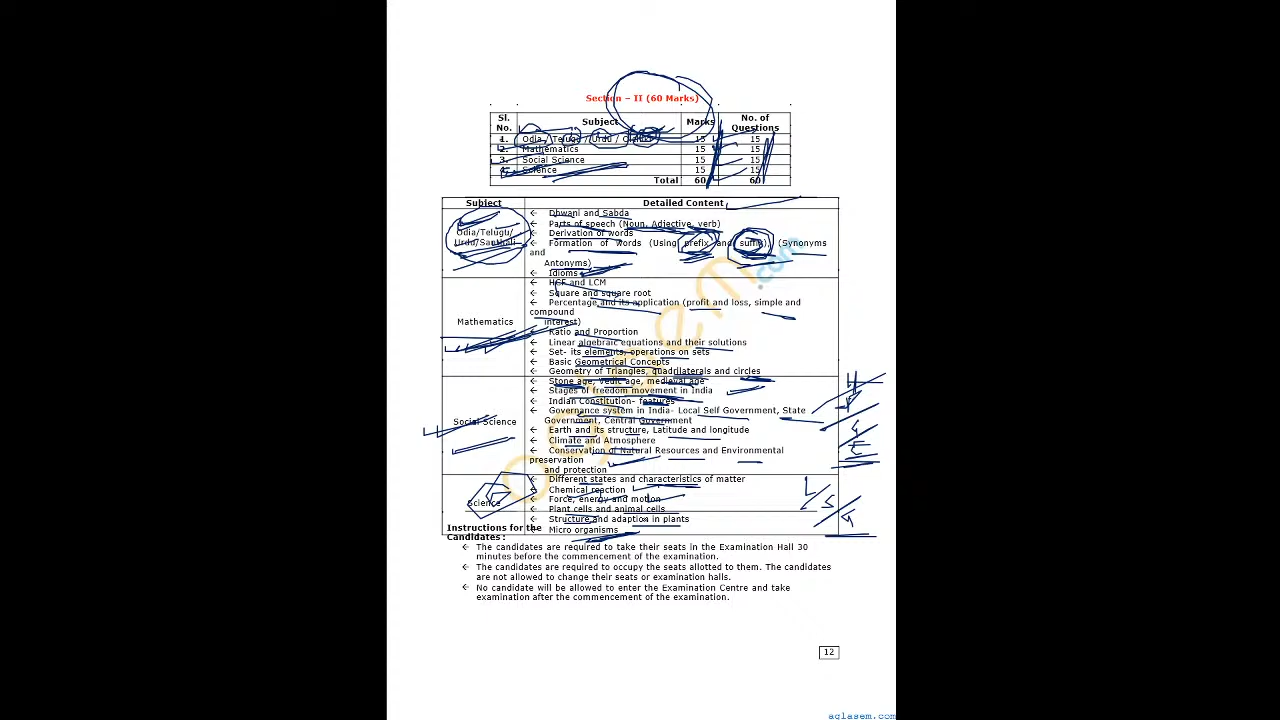 Section – II (60 Marks)
Sl. No. Subject Marks No. of Questions
1. Odia / Telugu / Urdu / 15 15
2. Mathematics 15 15
3. Social Science 15 15
4. Science 15 15
Total 60 60
Subject Detailed Content
Odia/Telugu/
Urdu/Santhali
← Dhwani and Sabda
← Parts of speech (Noun, Adjective, verb)
← Derivation of words
← Formation of words (Using prefix and suffix), (Synonyms
and
Antonyms)
← Idioms
Mathematics
← HCF and LCM
← Square and square root
← Percentage and its application (profit and loss, simple and
compound
interest)
← Ratio and Proportion
← Linear algebraic equations and their solutions
← Set- its elements, operations on sets
← Basic Geometrical Concepts
← Geometry of Triangles, quadrilaterals and circles
Social Science
← Stone age, Vedic age, medieval age
← Stages of freedom movement in India
← Indian Constitution- features
← Governance system in India- Local Self Government, State
Government, Central Government
← Earth and its structure, Latitude and longitude
← Climate and Atmosphere
← Conservation of Natural Resources and Environmental
preservation
and protection
Science
← Different states and characteristics of matter
← Chemical reaction
← Force, energy and motion
← Plant cells and animal cells
← Structure and adaption in plants
← Micro organisms
Instructions for the
Candidates :
← The candidates are required to take their seats in the Examination Hall 30
minutes before the commencement of the examination.
← The candidates are required to occupy the seats allotted to them. The candidates
are not allowed to change their seats or examination halls.
← No candidate will be allowed to enter the Examination Centre and take
examination after the commencement of the examination.
12
aglasem.com